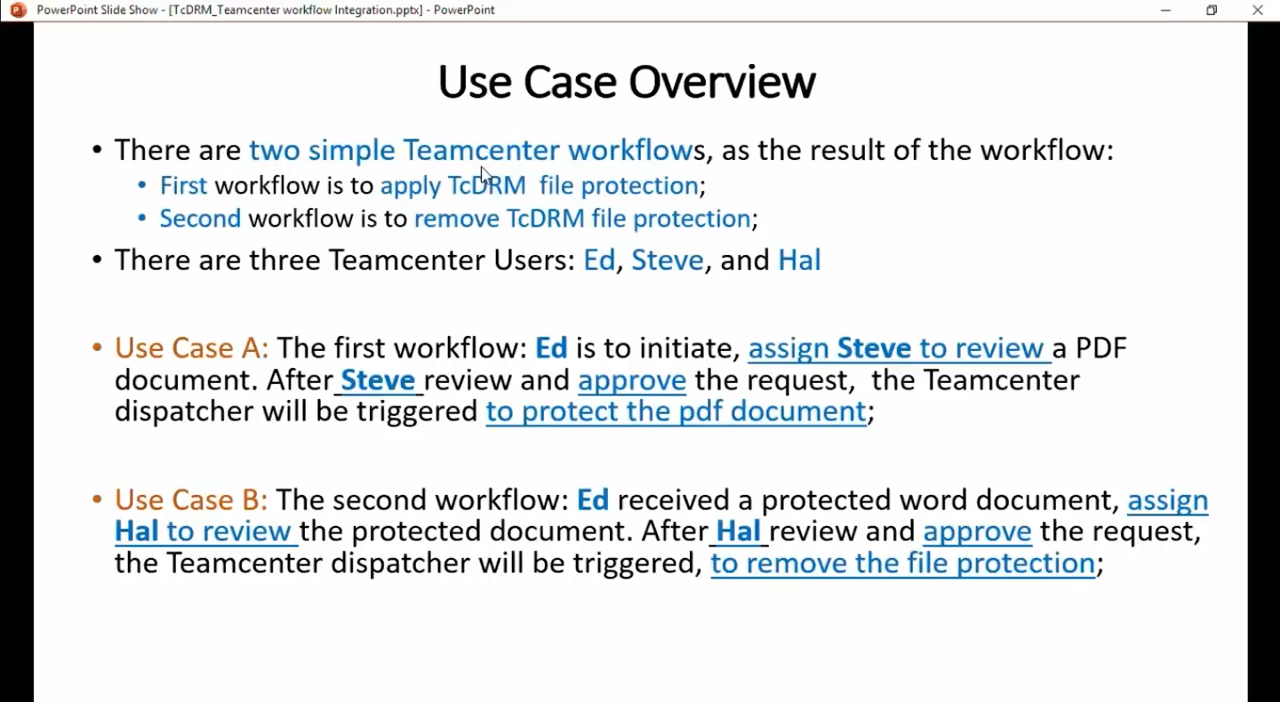 PowerPoint Slide Show - [TcDRM_Teamcenter workflow Integration.pptx] - PowerPoint
Use Case Overview
• There are two simple Teamcenter workflows, as the result of the workflow:
• First workflow is to apply TcDRM file protection;
• Second workflow is to remove TcDRM file protection;
• There are three Teamcenter Users: Ed, Steve, and Hal
• Use Case A: The first workflow: Ed is to initiate, assign Steve to review a PDF
document. After Steve review and approve the request, the Teamcenter
dispatcher will be triggered to protect the pdf document;
• Use Case B: The second workflow: Ed received a protected word document, assign
Hal to review the protected document. After Hal review and approve the request,
the Teamcenter dispatcher will be triggered, to remove the file protection;